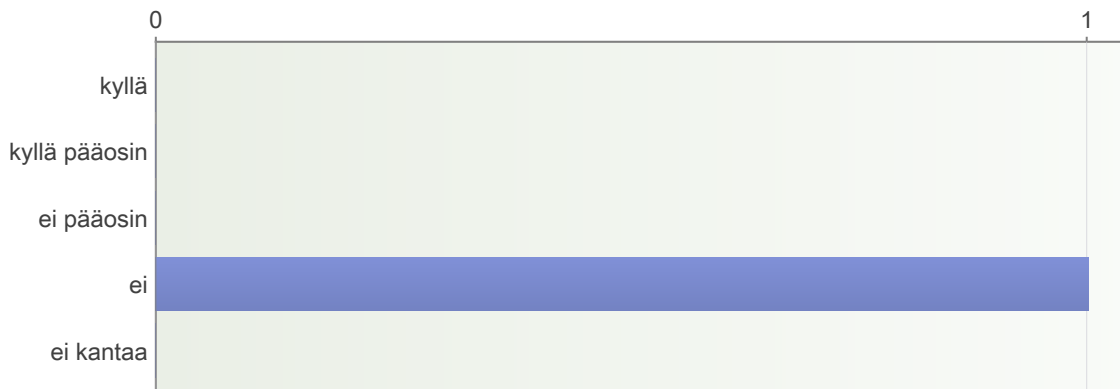 0 1
kyllä
kyllä pääosin
ei pääosin
ei
ei kantaa